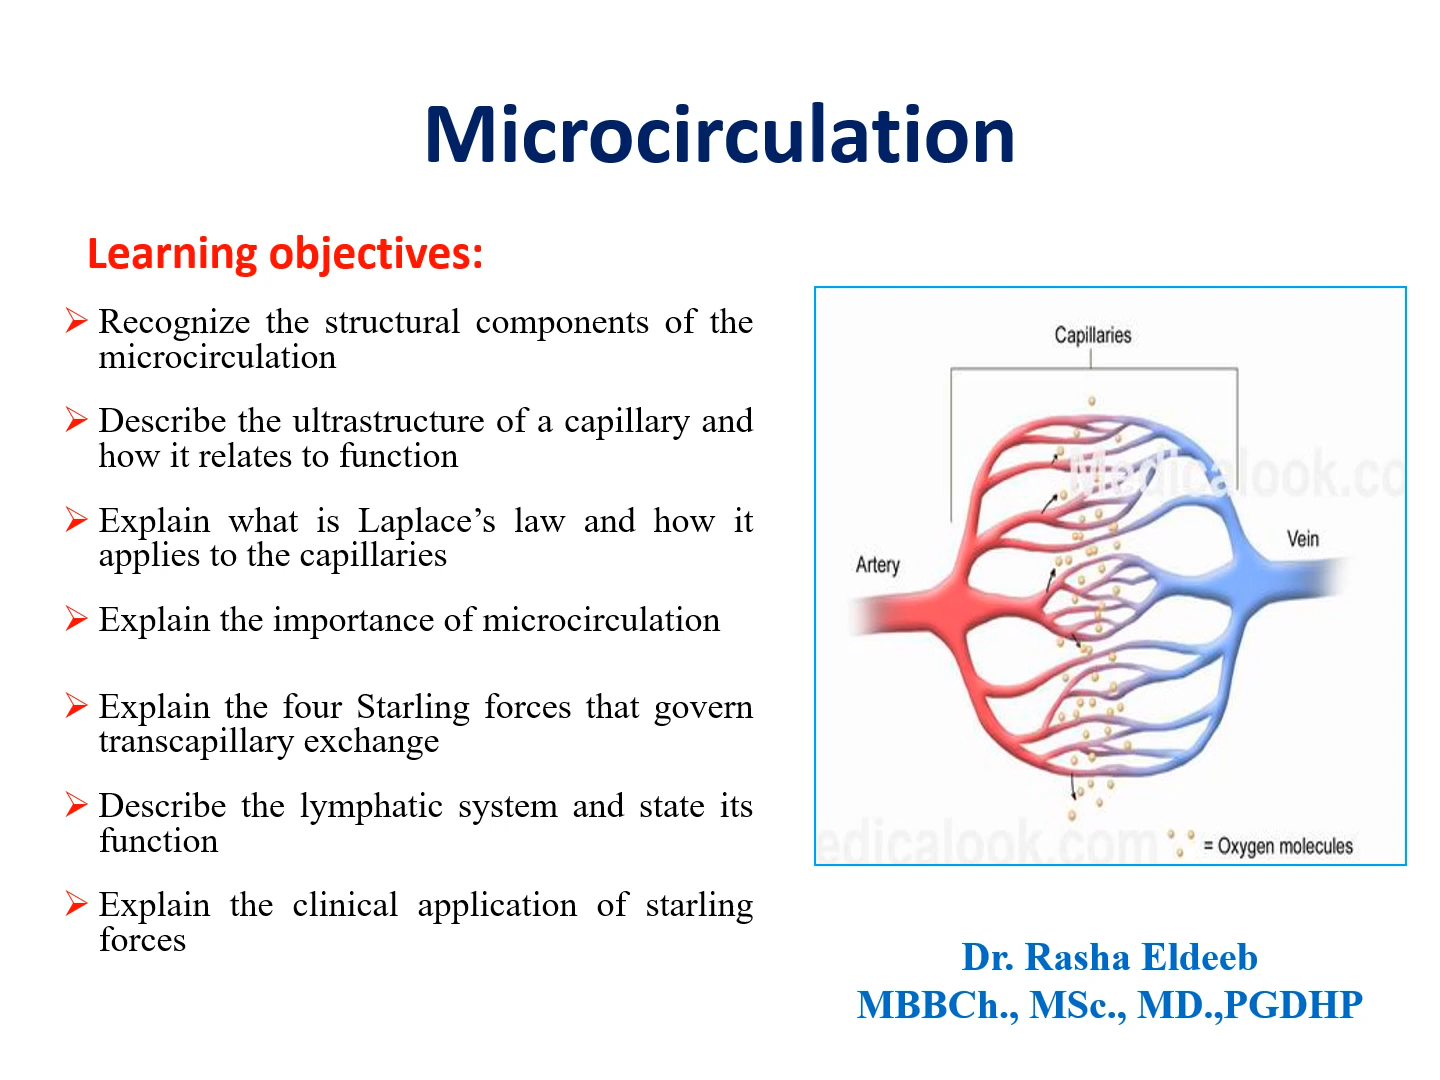 Microcirculation
Learning objectives:
Recognize the structural components of the
microcirculation
Describe the ultrastructure of a capillary and
how it relates to function
Explain what is Laplace’s law and how it
applies to the capillaries
Explain the importance of microcirculation
Explain the four Starling forces that govern
transcapillary exchange
Describe the lymphatic system and state its
function
Explain the clinical application of starling
forces
Capillaries
Medicalook.co
Artery
Vein
edicalook.com
= Oxygen molecules
Dr. Rasha Eldeeb
MBBCh., MSc., MD.,PGDHP